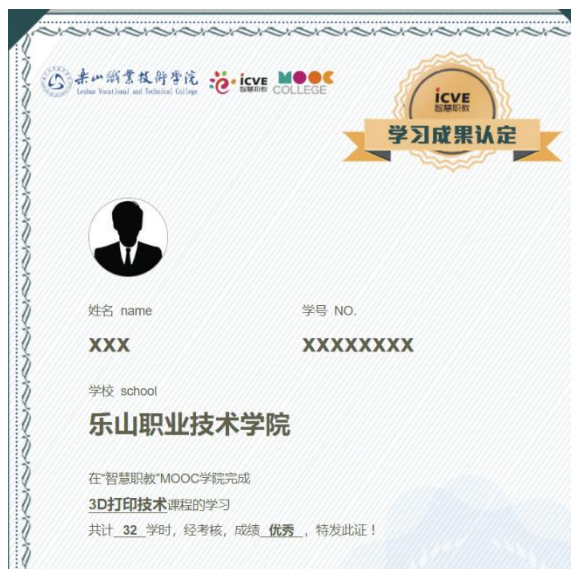 乐山职业技术学院
Leshan Vocational and Technical College
icve
智慧职教
MOOC
COLLEGE
icve
智慧职教
学习成果认定
姓名 name
学号 NO.
XXX
XXXXXXXX
学校 school
乐山职业技术学院
在“智慧职教”MOOC学院完成
3D打印技术课程的学习
共计 32 学时，经考核，成绩 优秀 ，特发此证！